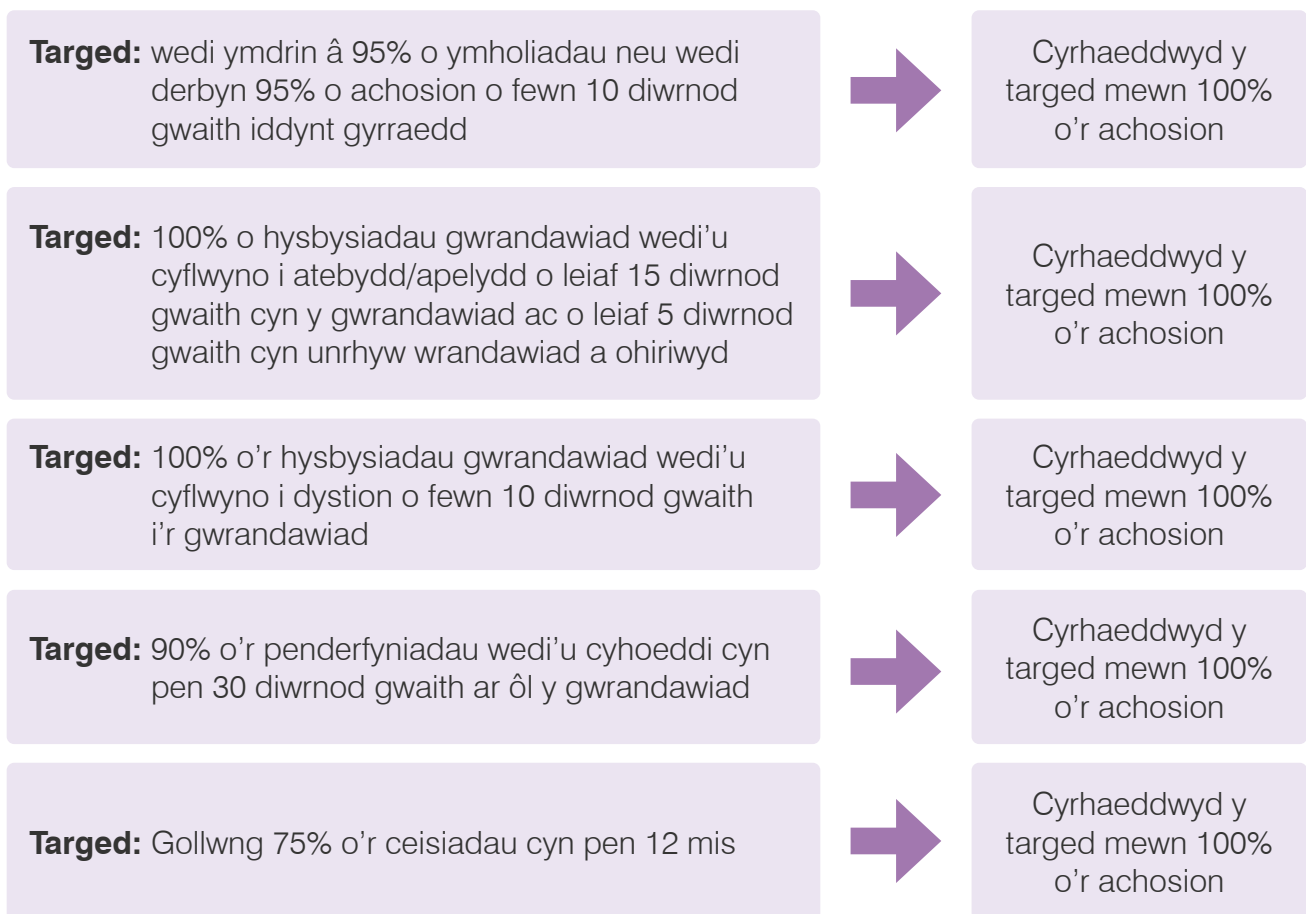 Targed: wedi ymdrin â 95% o ymholiadau neu wedi
derbyn 95% o achosion o fewn 10 diwrnod
gwaith iddynt gyrraedd
Cyrhaeddwyd y
targed mewn 100%
o’r achosion
Targed: 100% o hysbysiadau gwrandawiad wedi’u
cyflwyno i atebydd/apelydd o leiaf 15 diwrnod
gwaith cyn y gwrandawiad ac o leiaf 5 diwrnod
gwaith cyn unrhyw wrandawiad a ohiriwyd
Cyrhaeddwyd y
targed mewn 100%
o’r achosion
Targed: 100% o’r hysbysiadau gwrandawiad wedi’u
cyflwyno i dystion o fewn 10 diwrnod gwaith
i’r gwrandawiad
Cyrhaeddwyd y
targed mewn 100%
o’r achosion
Targed: 90% o’r penderfyniadau wedi’u cyhoeddi cyn
pen 30 diwrnod gwaith ar ôl y gwrandawiad
Cyrhaeddwyd y
targed mewn 100%
o’r achosion
Targed: Gollwng 75% o’r ceisiadau cyn pen 12 mis
Cyrhaeddwyd y
targed mewn 100%
o’r achosion